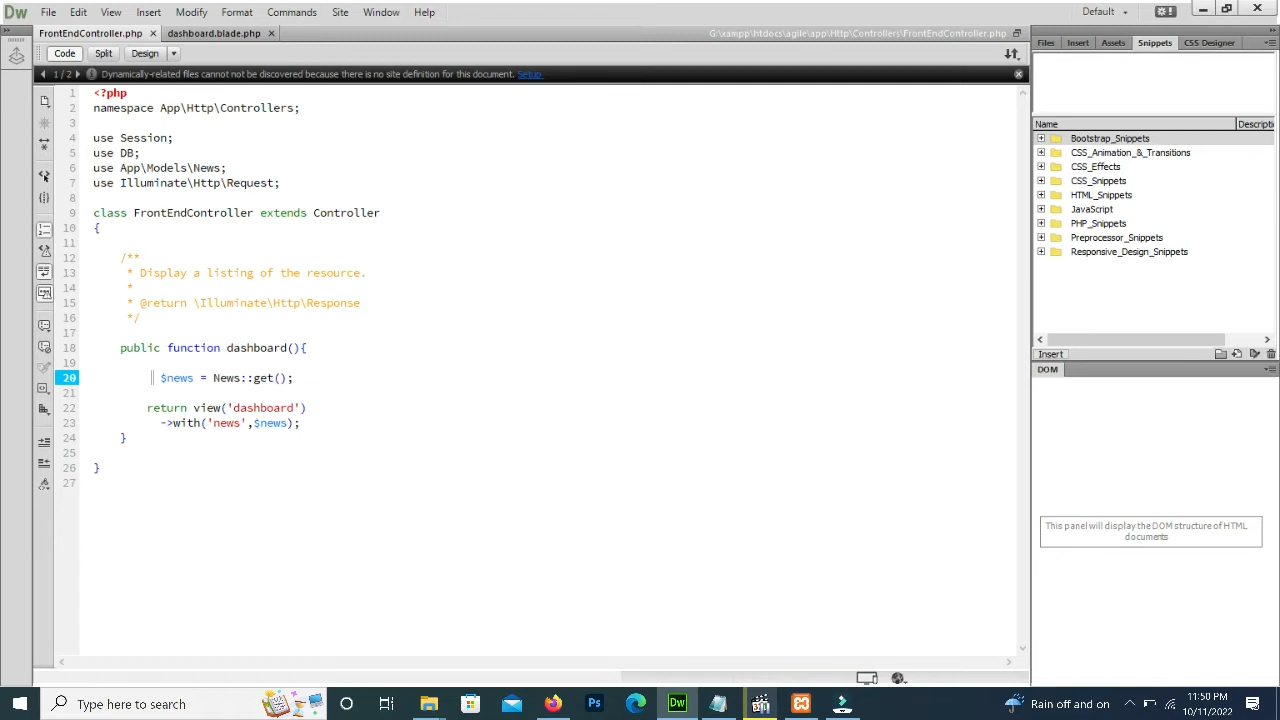 Dw File Edit View Insert Modify Format Commands Site Window Help Default
FrontEndController.php dashboard.blade.php G:\xampp\htdocs\agile\app\Http\Controllers\FrontEndController.php
Code Split Design
1 / 2 Dynamically-related files cannot not be discovered because there is no site definition for this document. Setup
1 <?php
2 namespace App\Http\Controllers;
3
4 use Session;
5 use DB;
6 use App\Models\News;
7 use Illuminate\Http\Request;
8
9 class FrontEndController extends Controller
10 {
11
12 /**
13 * Display a listing of the resource.
14 *
15 * @return \Illuminate\Http\Response
16 */
17
18 public function dashboard(){
19
20 $news = News::get();
21
22 return view('dashboard')
23 ->with('news',$news);
24 }
25
26 }
27
Files Insert Assets Snippets CSS Designer
Name Descripti
Bootstrap_Snippets
CSS_Animation_&_Transitions
CSS_Effects
CSS_Snippets
HTML_Snippets
JavaScript
PHP_Snippets
Preprocessor_Snippets
Responsive_Design_Snippets
Insert
DOM
This panel will display the DOM structure of HTML
documents
Type here to search
Ps Dw
Rain off and on
11:50 PM
10/11/2022